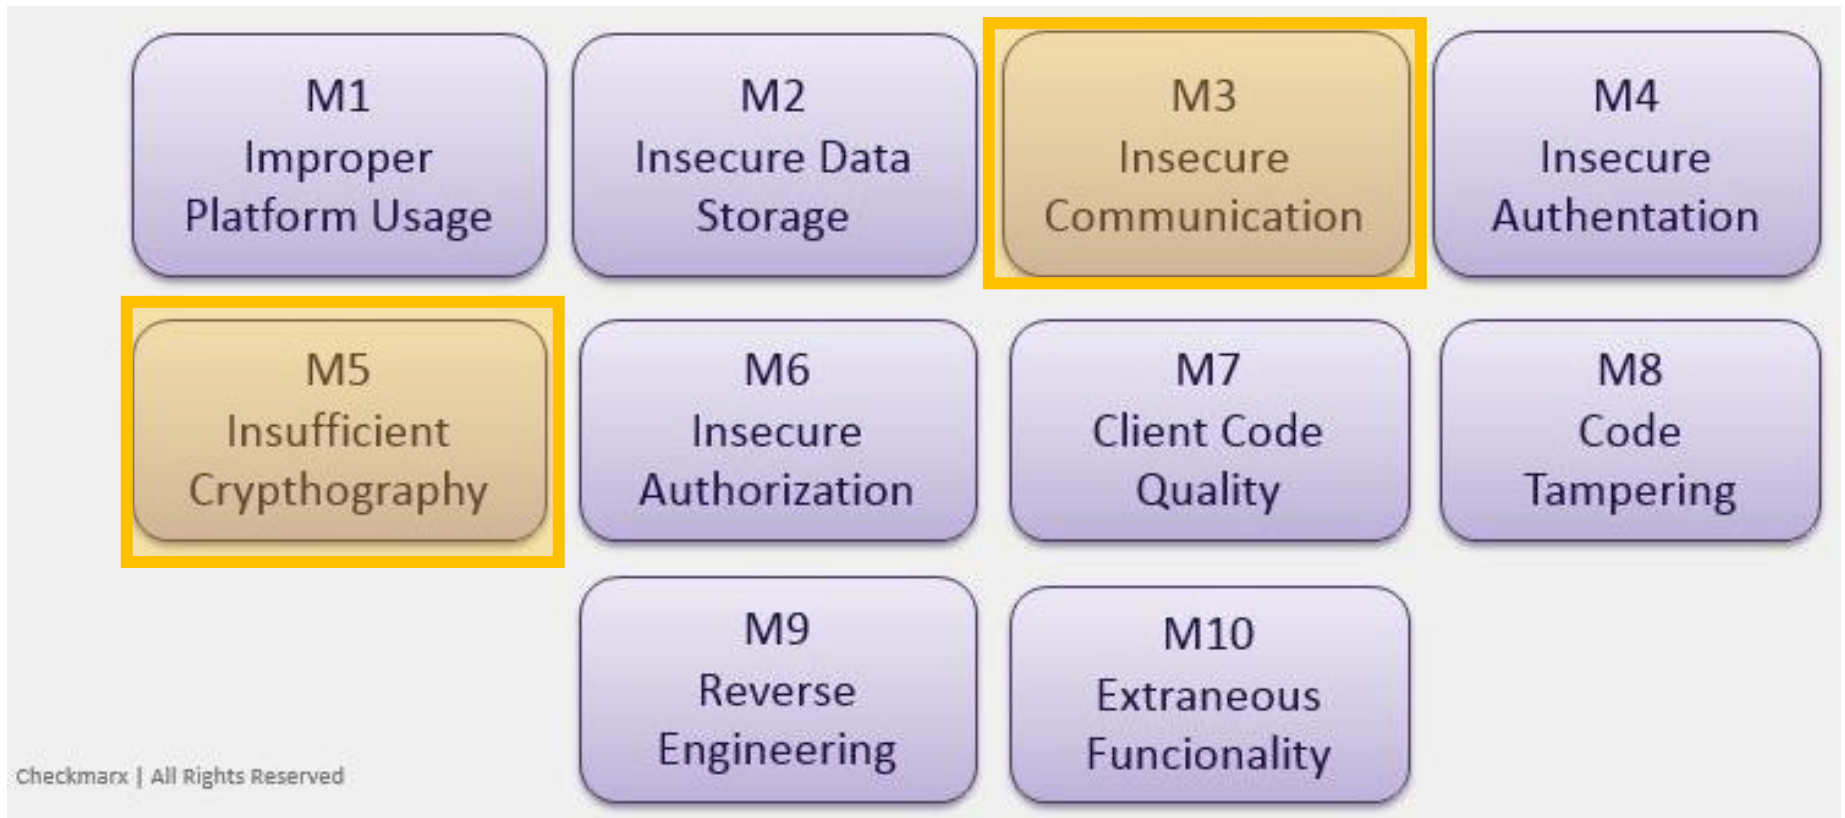 M1
Improper
Platform Usage
M2
Insecure Data
Storage
M3
Insecure
Communication
M4
Insecure
Authentation
M5
Insufficient
Crypthography
M6
Insecure
Authorization
M7
Client Code
Quality
M8
Code
Tampering
M9
Reverse
Engineering
M10
Extraneous
Funcionality
Checkmarx | All Rights Reserved